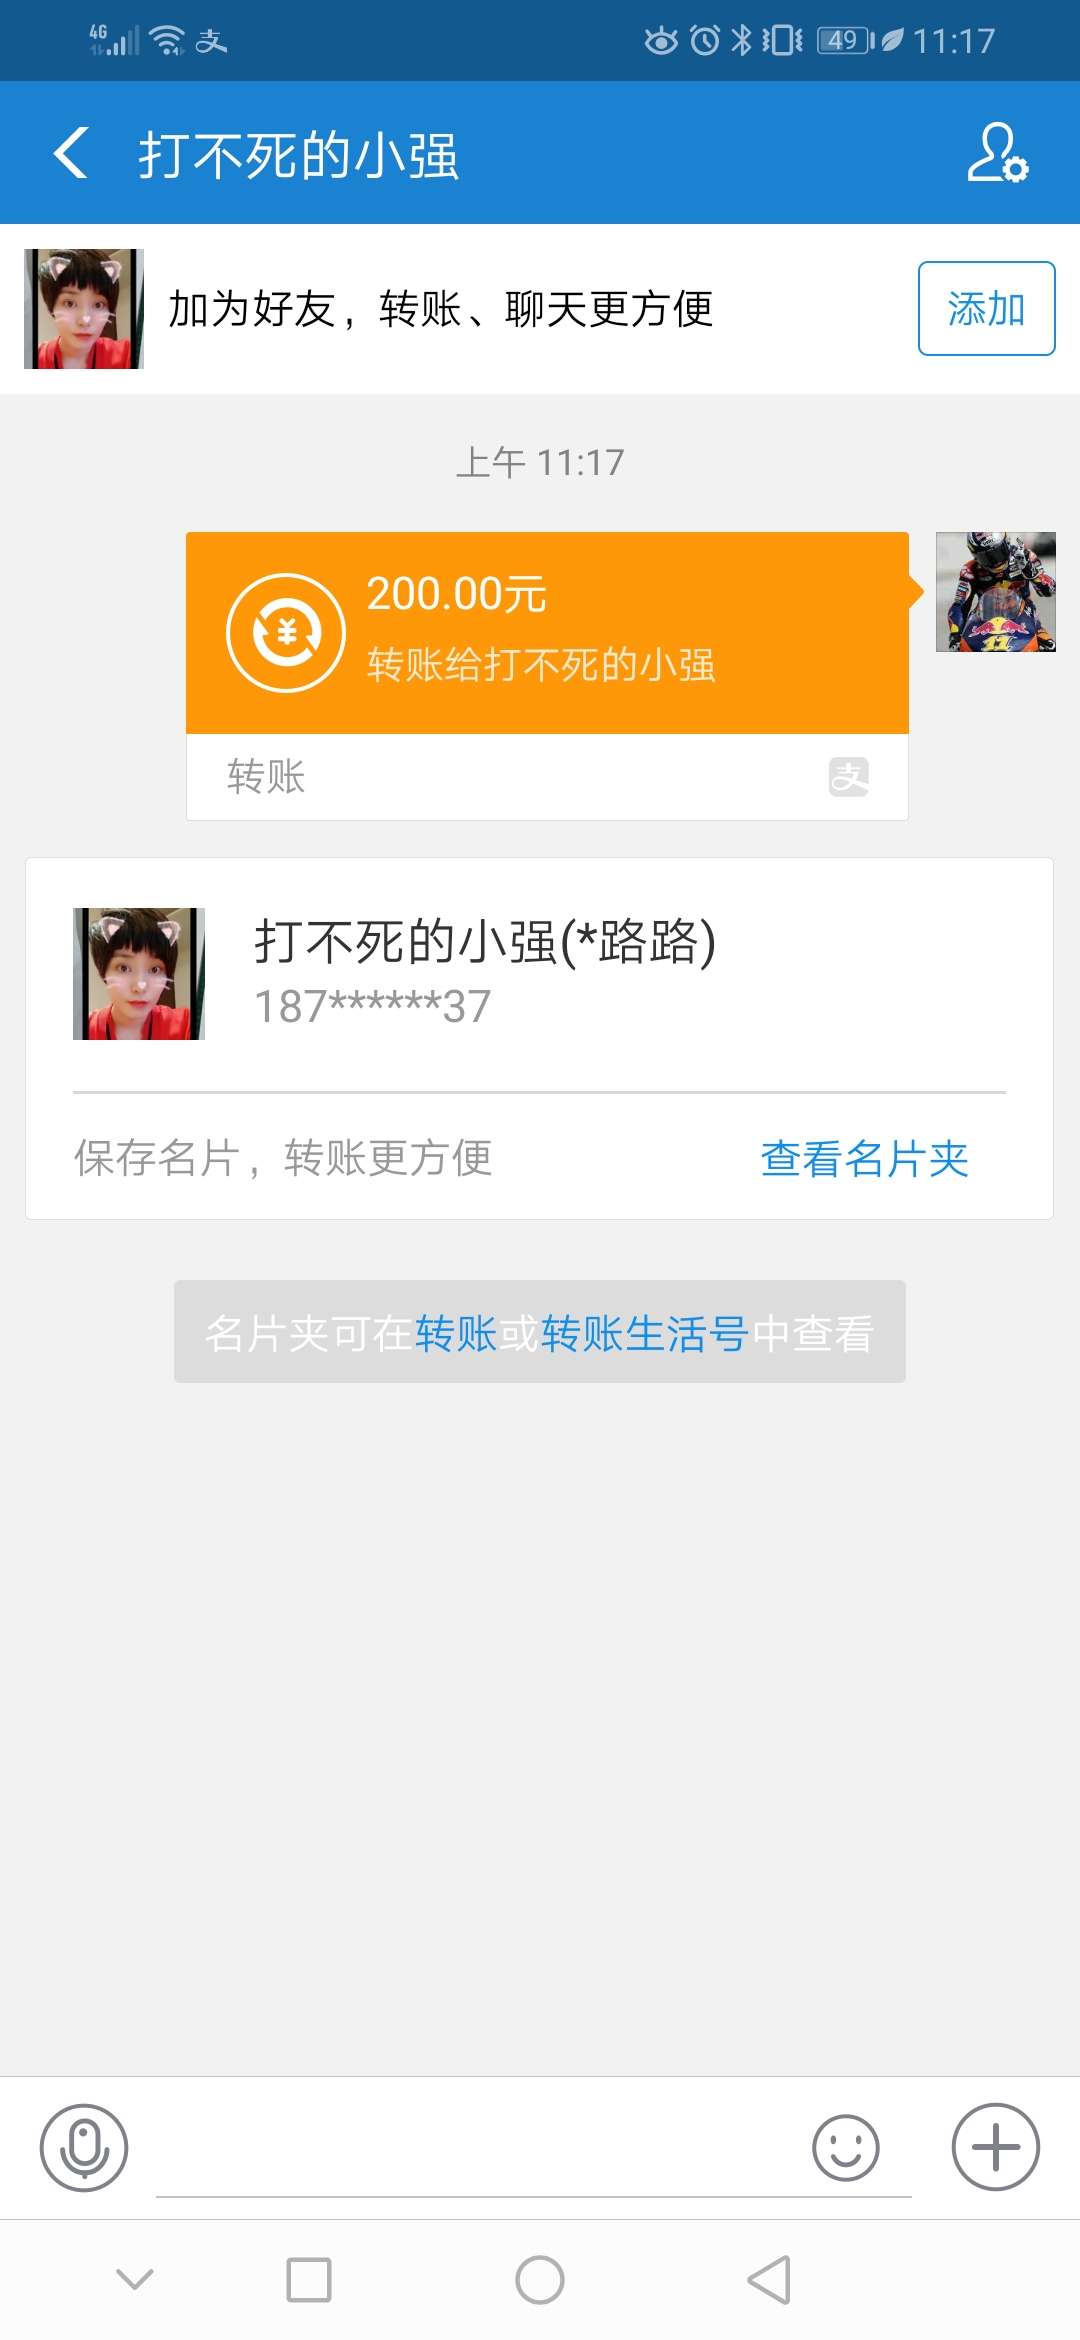 4G 支 49 11:17
打不死的小强
加为好友，转账、聊天更方便 添加
上午 11:17
200.00元
转账给打不死的小强
转账 支
打不死的小强(*路路)
187******37
保存名片，转账更方便 查看名片夹
名片夹可在转账或转账生活号中查看